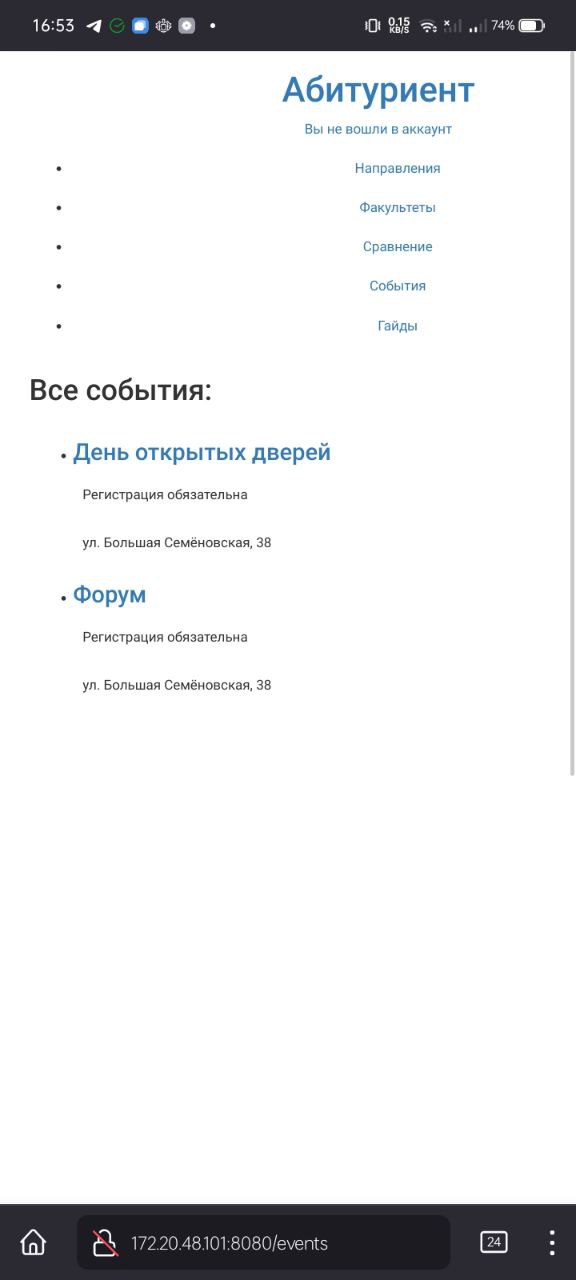 16:53
0.15
KB/S
74%
Абитуриент
Вы не вошли в аккаунт
Направления
Факультеты
Сравнение
События
Гайды
Все события:
День открытых дверей
Регистрация обязательна
ул. Большая Семёновская, 38
Форум
Регистрация обязательна
ул. Большая Семёновская, 38
172.20.48.101:8080/events
24